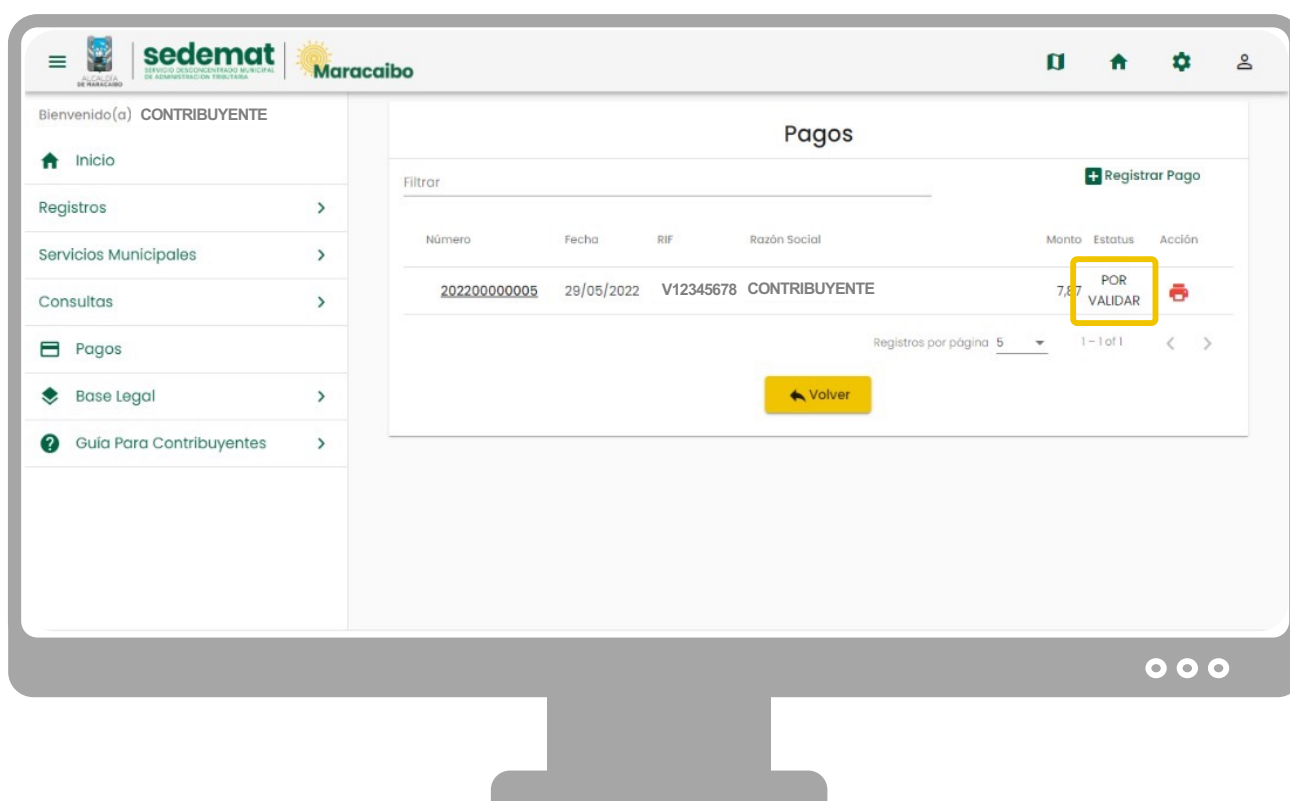 ALCALDÍA
DE MARACAIBO
sedemat
SERVICIO DESCONCENTRADO MUNICIPAL
DE ADMINISTRACIÓN TRIBUTARIA
Maracaibo
Bienvenido(a) CONTRIBUYENTE
Inicio
Registros
Servicios Municipales
Consultas
Pagos
Base Legal
Guía Para Contribuyentes
Pagos
Filtrar
Registrar Pago
Número Fecha RIF Razón Social Monto Estatus Acción
202200000005 29/05/2022 V12345678 CONTRIBUYENTE 7,87 POR
VALIDAR
Registros por página 5 1 – 1 of 1
Volver